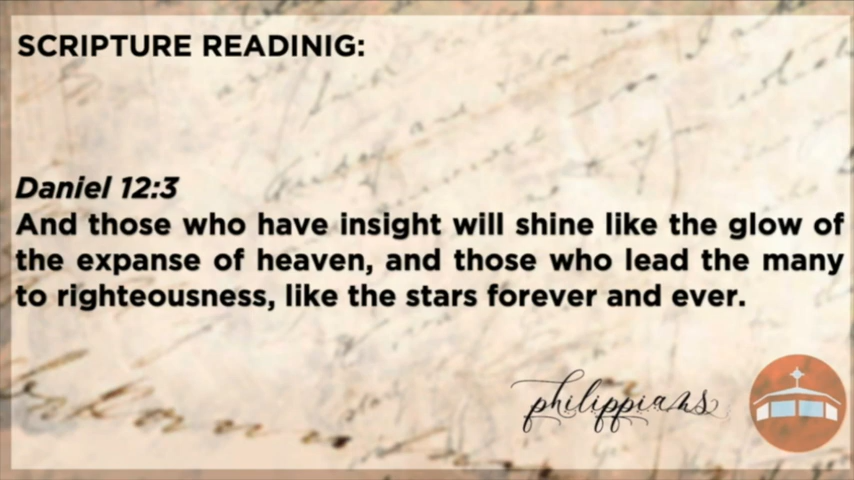 SCRIPTURE READINIG:
Daniel 12:3
And those who have insight will shine like the glow of
the expanse of heaven, and those who lead the many
to righteousness, like the stars forever and ever.
philippians